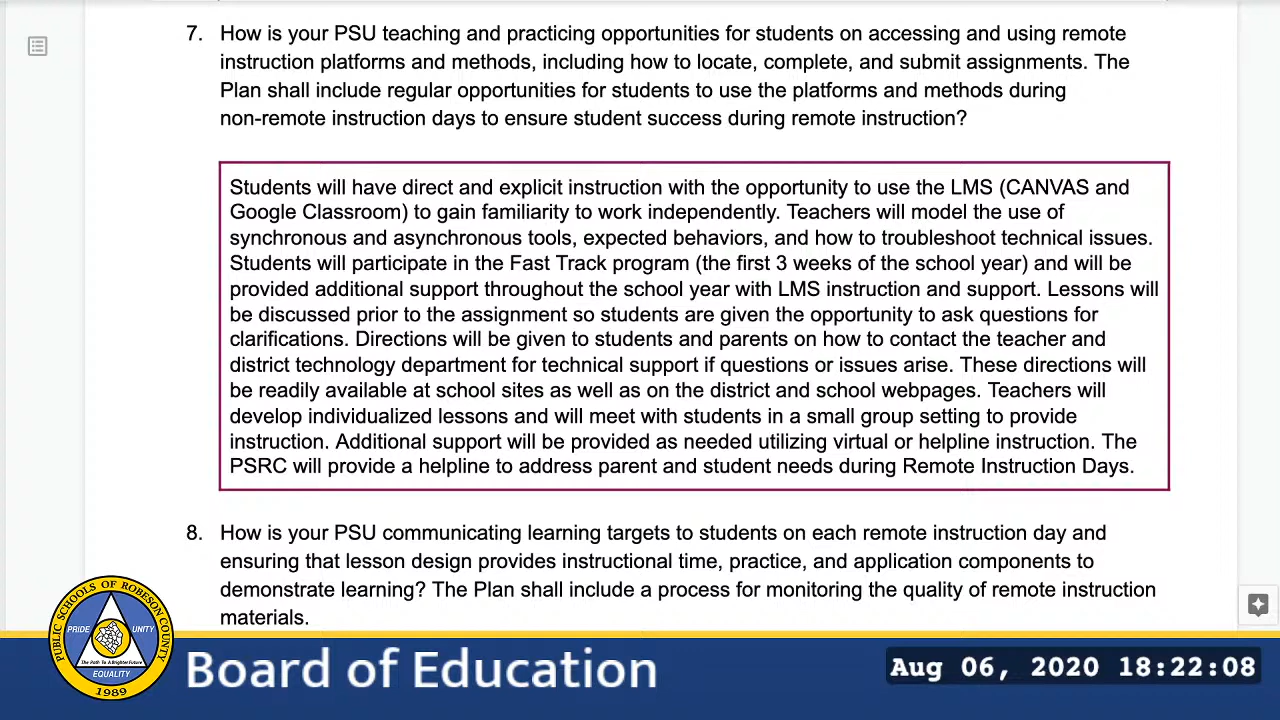 7. How is your PSU teaching and practicing opportunities for students on accessing and using remote
instruction platforms and methods, including how to locate, complete, and submit assignments. The
Plan shall include regular opportunities for students to use the platforms and methods during
non-remote instruction days to ensure student success during remote instruction?
Students will have direct and explicit instruction with the opportunity to use the LMS (CANVAS and
Google Classroom) to gain familiarity to work independently. Teachers will model the use of
synchronous and asynchronous tools, expected behaviors, and how to troubleshoot technical issues.
Students will participate in the Fast Track program (the first 3 weeks of the school year) and will be
provided additional support throughout the school year with LMS instruction and support. Lessons will
be discussed prior to the assignment so students are given the opportunity to ask questions for
clarifications. Directions will be given to students and parents on how to contact the teacher and
district technology department for technical support if questions or issues arise. These directions will
be readily available at school sites as well as on the district and school webpages. Teachers will
develop individualized lessons and will meet with students in a small group setting to provide
instruction. Additional support will be provided as needed utilizing virtual or helpline instruction. The
PSRC will provide a helpline to address parent and student needs during Remote Instruction Days.
8. How is your PSU communicating learning targets to students on each remote instruction day and
ensuring that lesson design provides instructional time, practice, and application components to
demonstrate learning? The Plan shall include a process for monitoring the quality of remote instruction
materials.
PUBLIC SCHOOLS OF ROBESON COUNTY
PRIDE UNITY
The Path To A Brighter Future
EQUALITY
1989
Board of Education
Aug 06, 2020 18:22:08